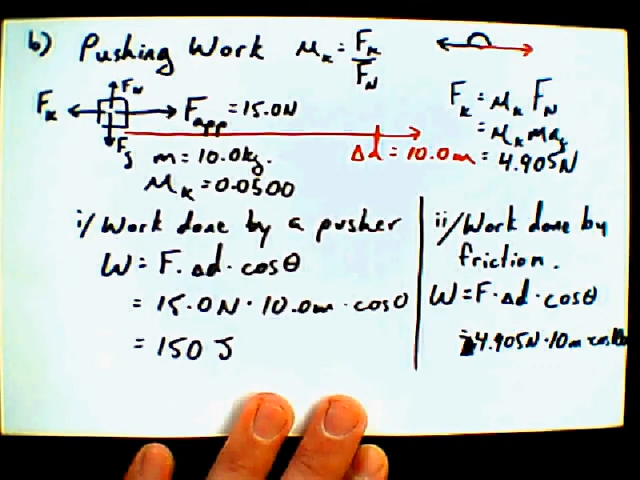 b) Pushing Work μk = Fk/FN
FN
Fk Fapp = 15.0N
Fg
Fk = μk FN
= μk mag
= 4.905N
Δd = 10.0m
m = 10.0kg.
μk = 0.0500
i/ Work done by a pusher
W = F · Δd · cosθ
= 15.0N · 10.0m · cos0
= 150 J
ii/ Work done by
friction.
W = F · Δd · cosθ
4.905N · 10m